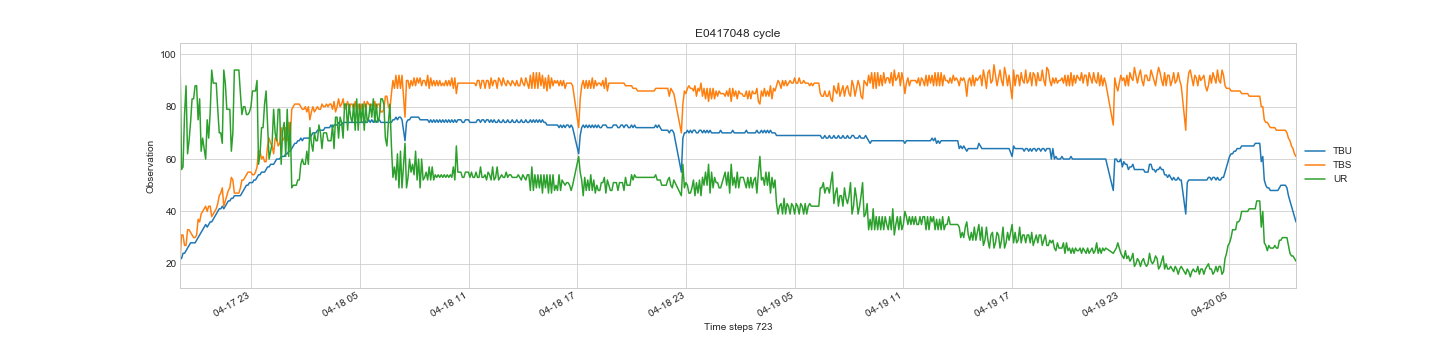 E0417048 cycle
100
80
60
40
20
Observation
04-17 23
04-18 05
04-18 11
04-18 17
04-18 23
04-19 05
04-19 11
04-19 17
04-19 23
04-20 05
Time steps 723
TBU
TBS
UR